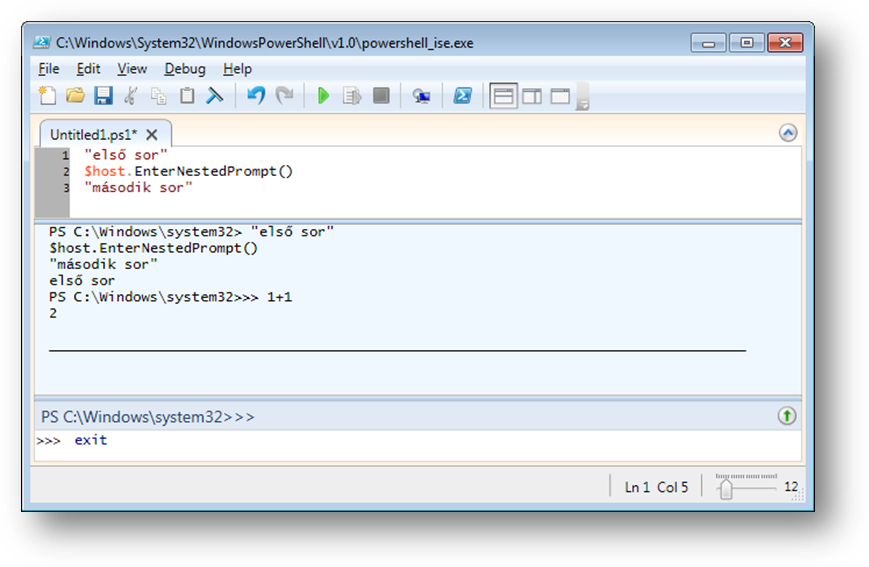 C:\Windows\System32\WindowsPowerShell\v1.0\powershell_ise.exe
File Edit View Debug Help
Untitled1.ps1* X
1 "első sor"
2 $host.EnterNestedPrompt()
3 "második sor"
PS C:\Windows\system32> "első sor"
$host.EnterNestedPrompt()
"második sor"
első sor
PS C:\Windows\system32>>> 1+1
2
PS C:\Windows\system32>>>
>>> exit
Ln 1 Col 5 12